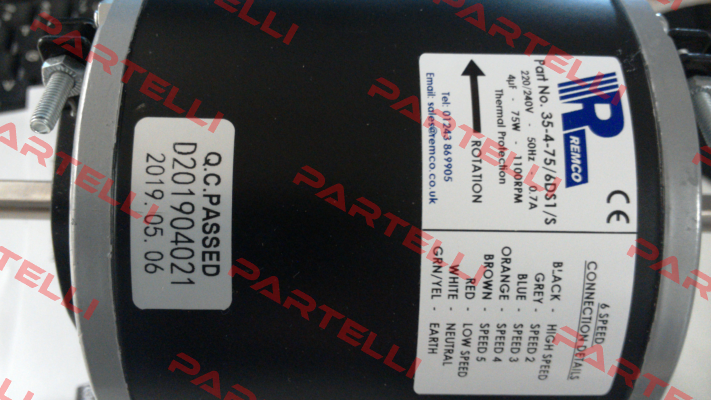 REMCO
Part No. 35-4-75/6DS1/S
220/240V - 50Hz - 0.7A
4µF - 75W - 1100RPM
Thermal Protection
ROTATION
Tel: 01243 869905
Email: sales@remco.co.uk
CE
6 SPEED
CONNECTION DETAILS
BLACK - HIGH SPEED
GREY - SPEED 2
BLUE - SPEED 3
ORANGE - SPEED 4
BROWN - SPEED 5
RED - LOW SPEED
WHITE - NEUTRAL
GRN/YEL - EARTH
Q.C.PASSED
D201904021
2019.05.06
PARTELLI
PARTELLI
PARTELLI
PARTELLI
PARTELLI
PARTELLI